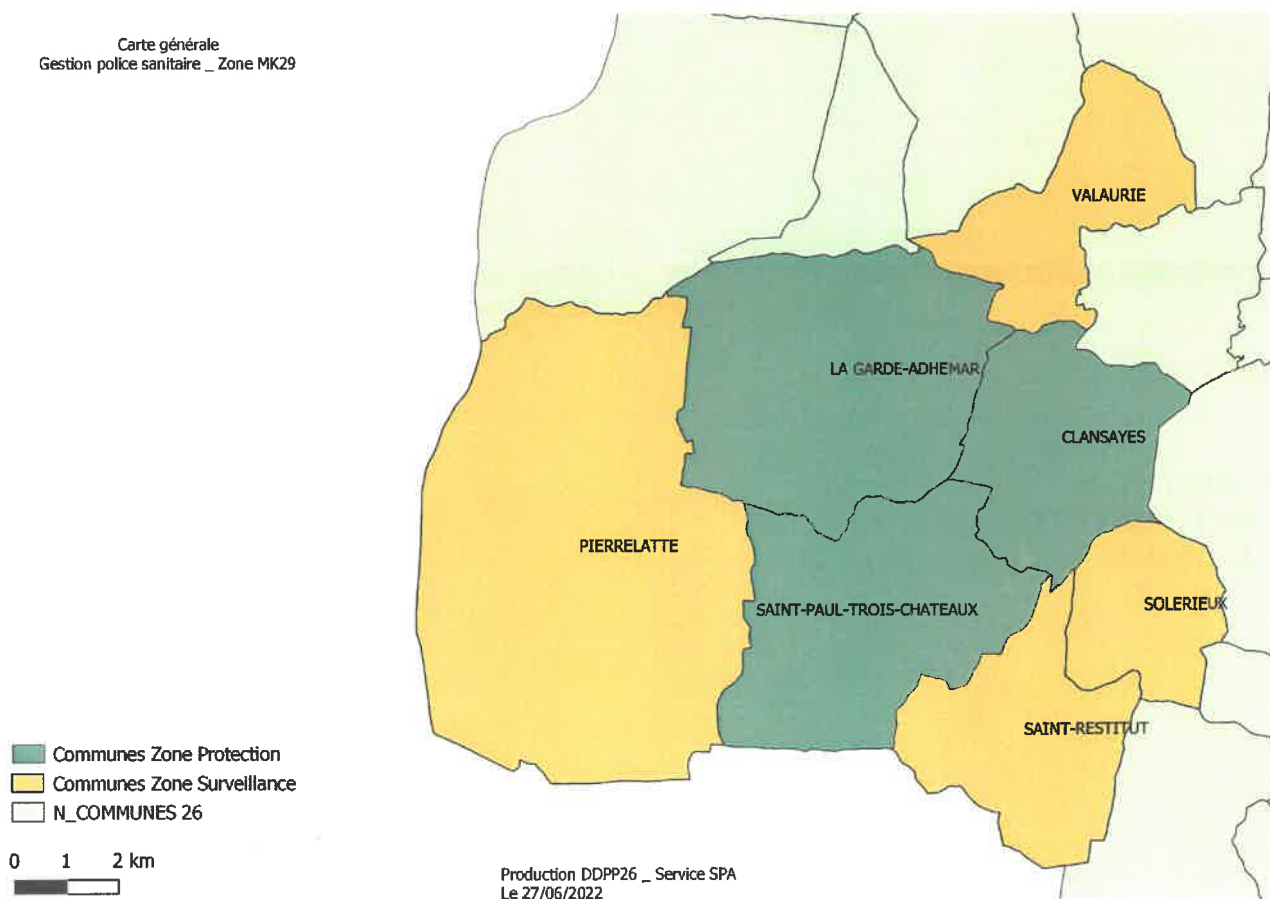 Carte générale
Gestion police sanitaire _ Zone MK29
VALAURIE
LA GARDE-ADHEMAR
CLANSAYES
PIERRELATTE
SAINT-PAUL-TROIS-CHATEAUX
SOLERIEUX
SAINT-RESTITUT
Communes Zone Protection
Communes Zone Surveillance
N_COMMUNES 26
0 1 2 km
Production DDPP26 _ Service SPA
Le 27/06/2022